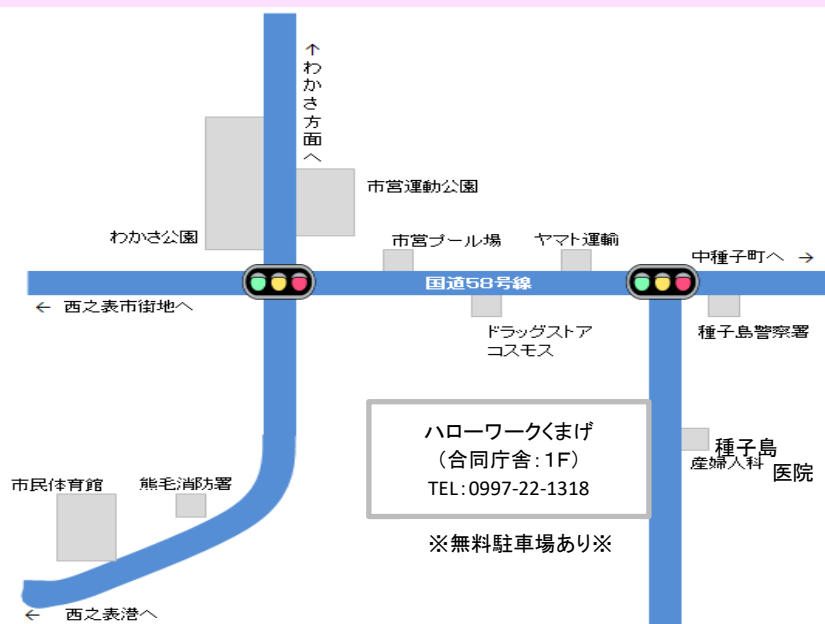 ↑わかさ方面へ
市営運動公園
わかさ公園
市営プール場
ヤマト運輸
中種子町へ →
国道58号線
← 西之表市街地へ
ドラッグストア
コスモス
種子島警察署
ハローワークくまげ
（合同庁舎：1F）
TEL：0997-22-1318
種子島
産婦人科
医院
市民体育館
熊毛消防署
※無料駐車場あり※
← 西之表港へ